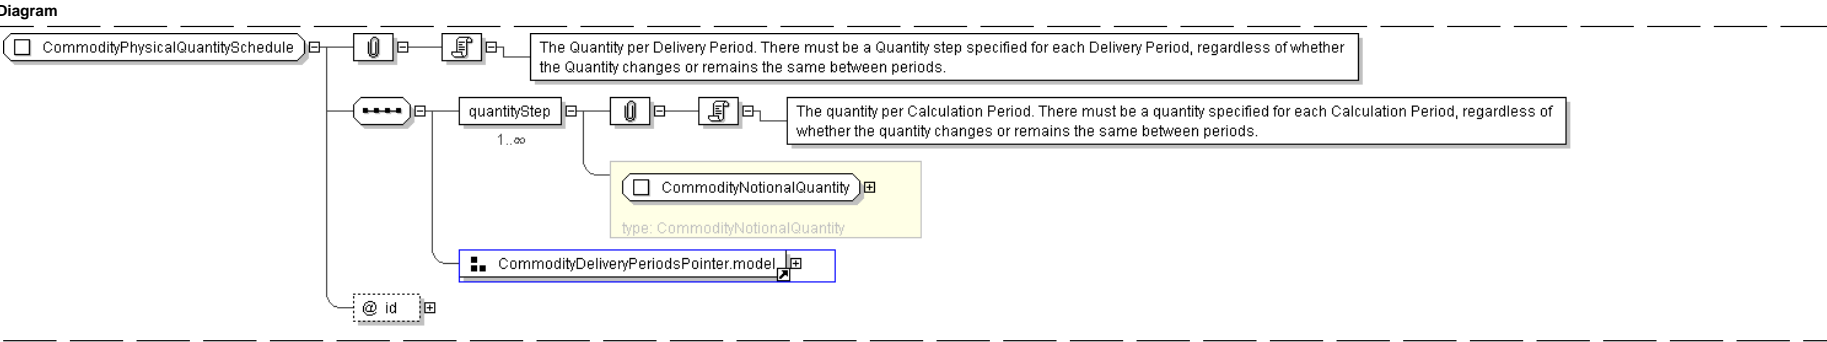 Diagram
CommodityPhysicalQuantitySchedule
The Quantity per Delivery Period. There must be a Quantity step specified for each Delivery Period, regardless of whether
the Quantity changes or remains the same between periods.
quantityStep
1..∞
The quantity per Calculation Period. There must be a quantity specified for each Calculation Period, regardless of
whether the quantity changes or remains the same between periods.
CommodityNotionalQuantity
type: CommodityNotionalQuantity
CommodityDeliveryPeriodsPointer.model
@ id